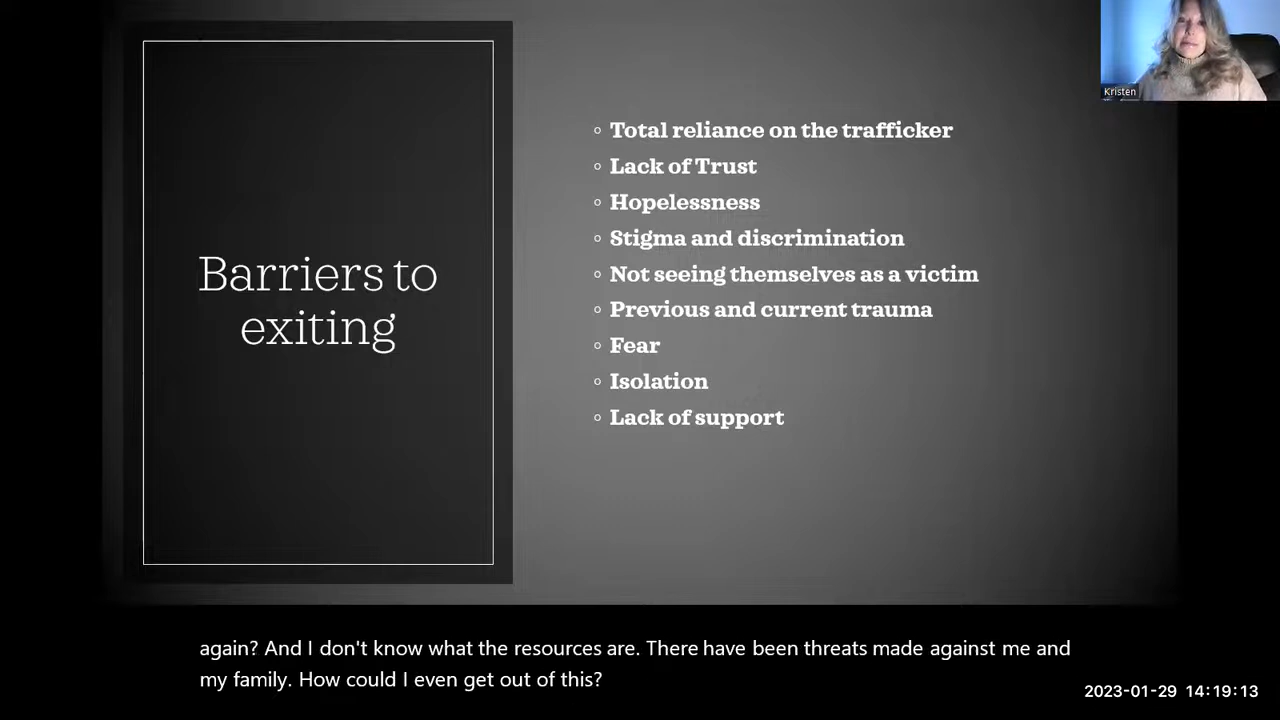 Kristen
Barriers to
exiting
Total reliance on the trafficker
Lack of Trust
Hopelessness
Stigma and discrimination
Not seeing themselves as a victim
Previous and current trauma
Fear
Isolation
Lack of support
again? And I don't know what the resources are. There have been threats made against me and
my family. How could I even get out of this?
2023-01-29 14:19:13